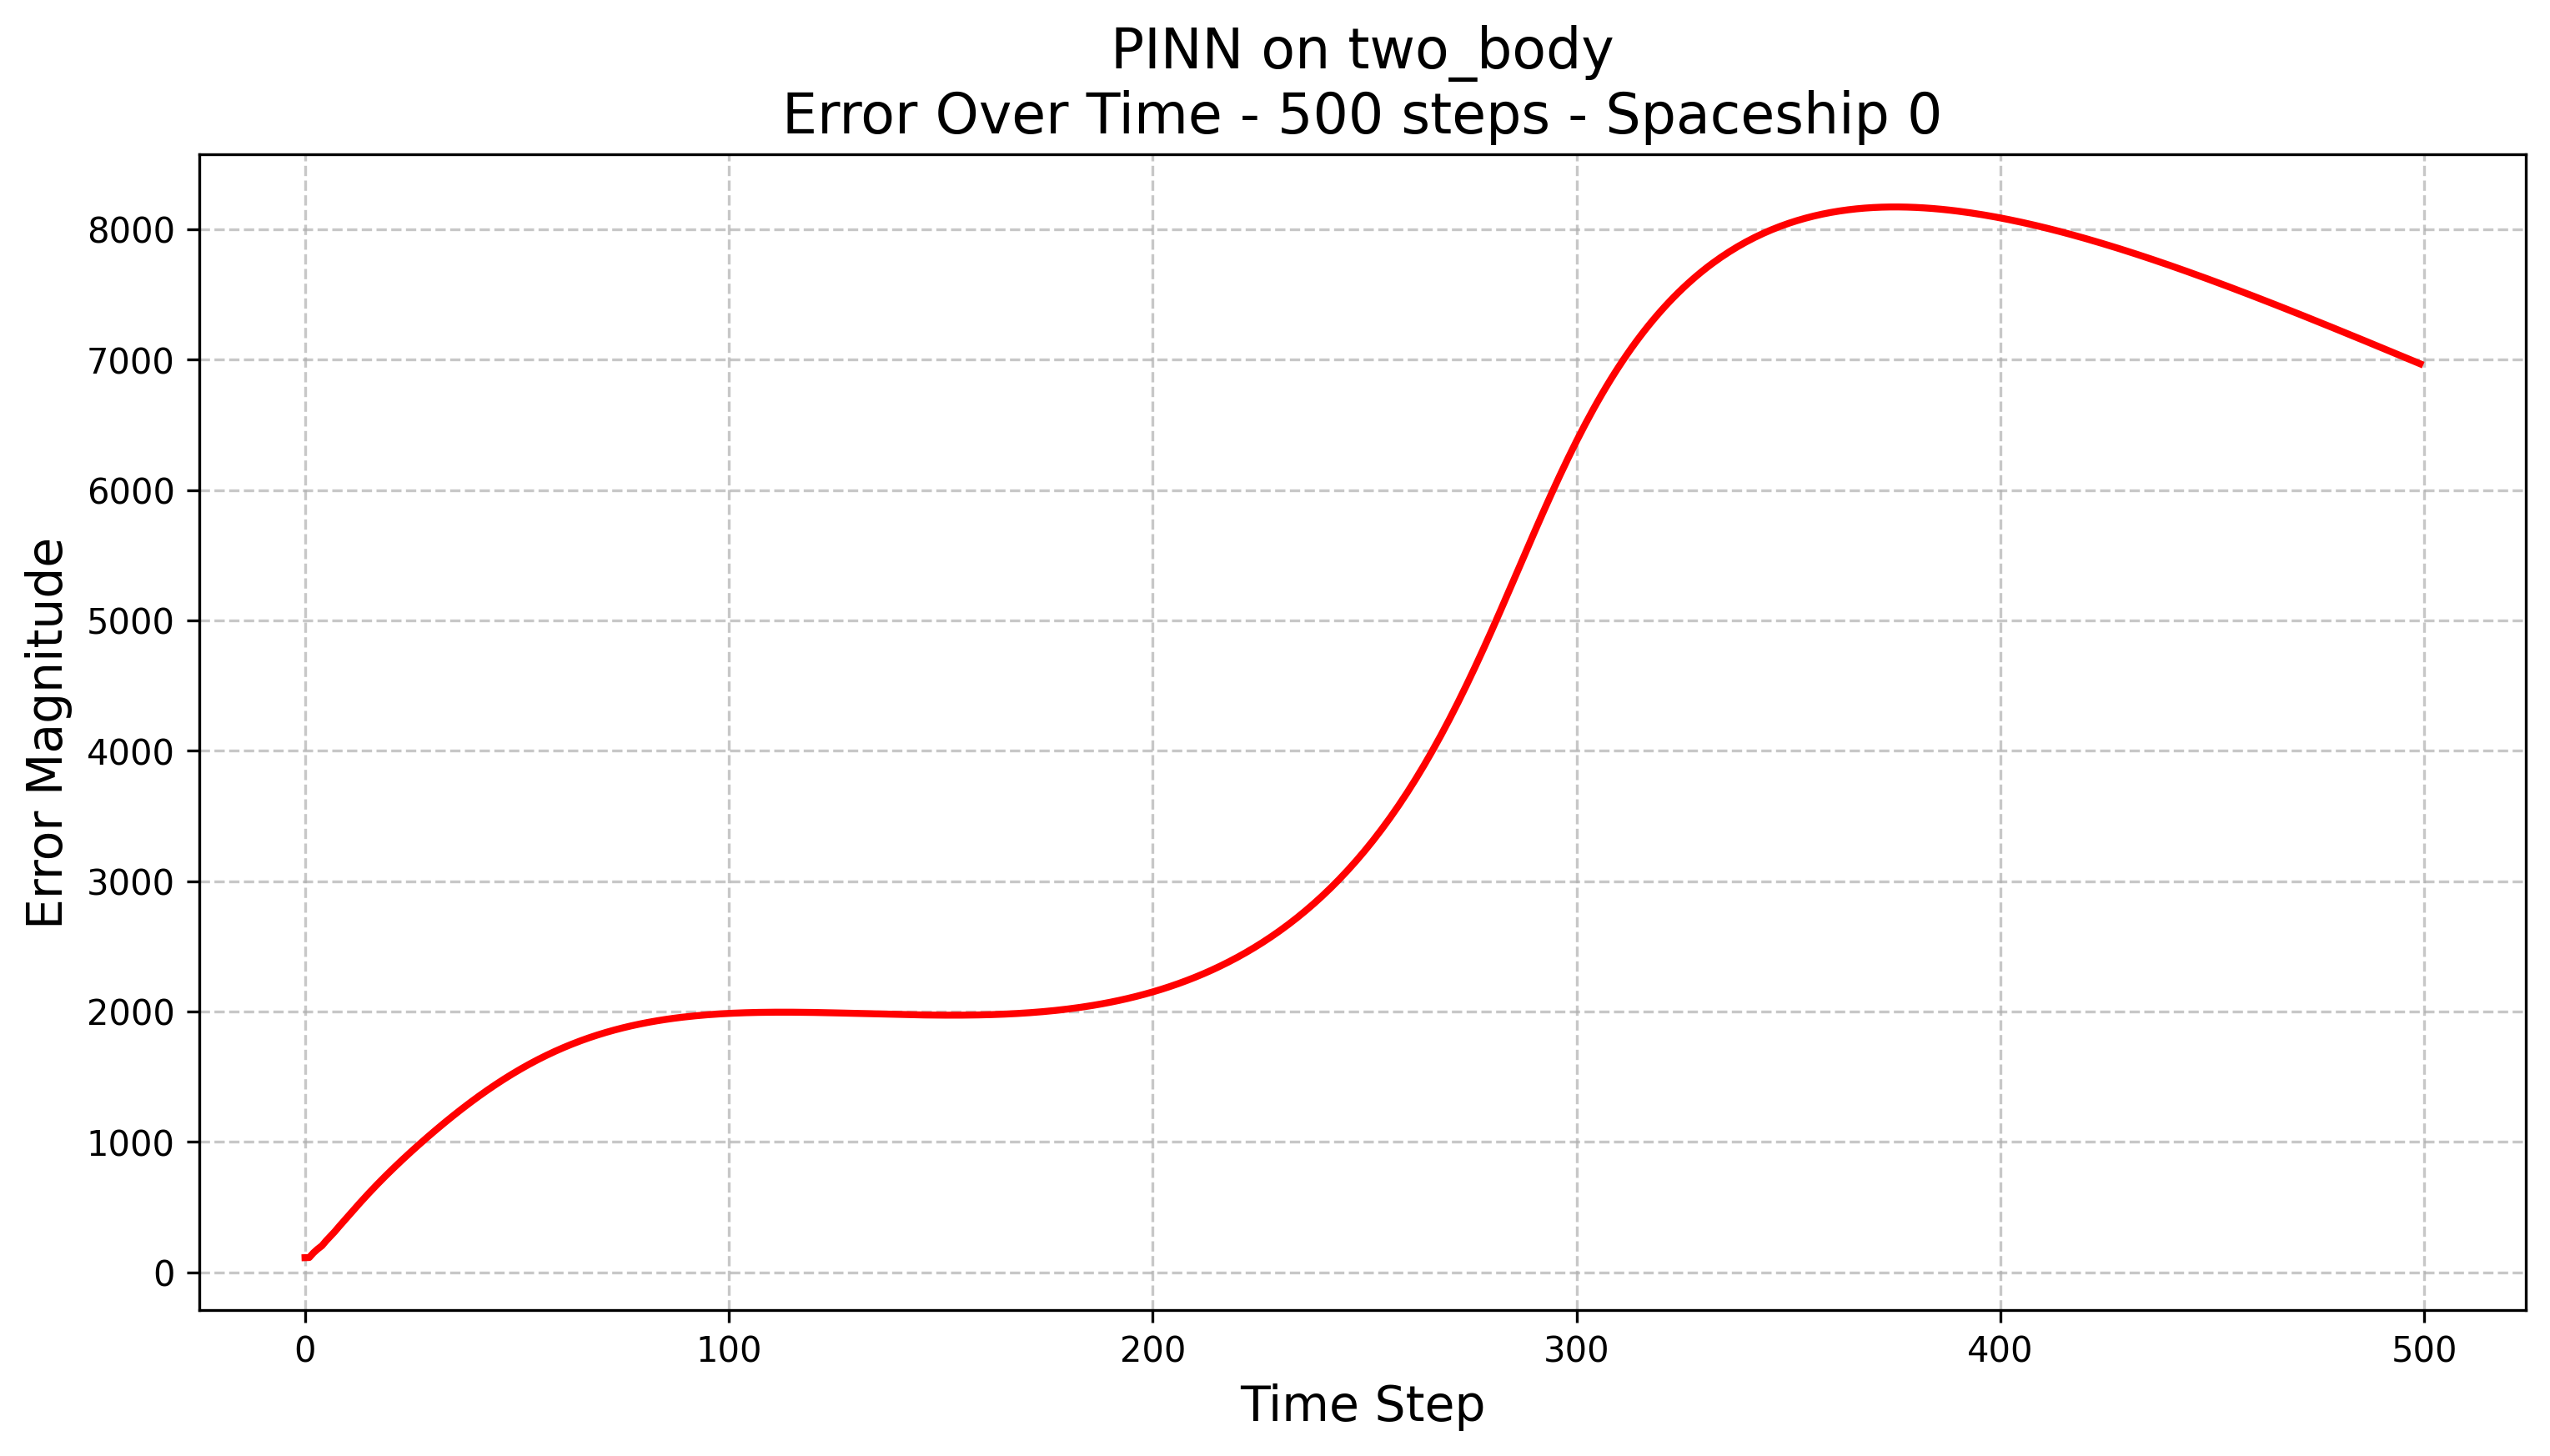 PINN on two_body
Error Over Time - 500 steps - Spaceship 0
Error Magnitude
8000
7000
6000
5000
4000
3000
2000
1000
0
0 100 200 300 400 500
Time Step